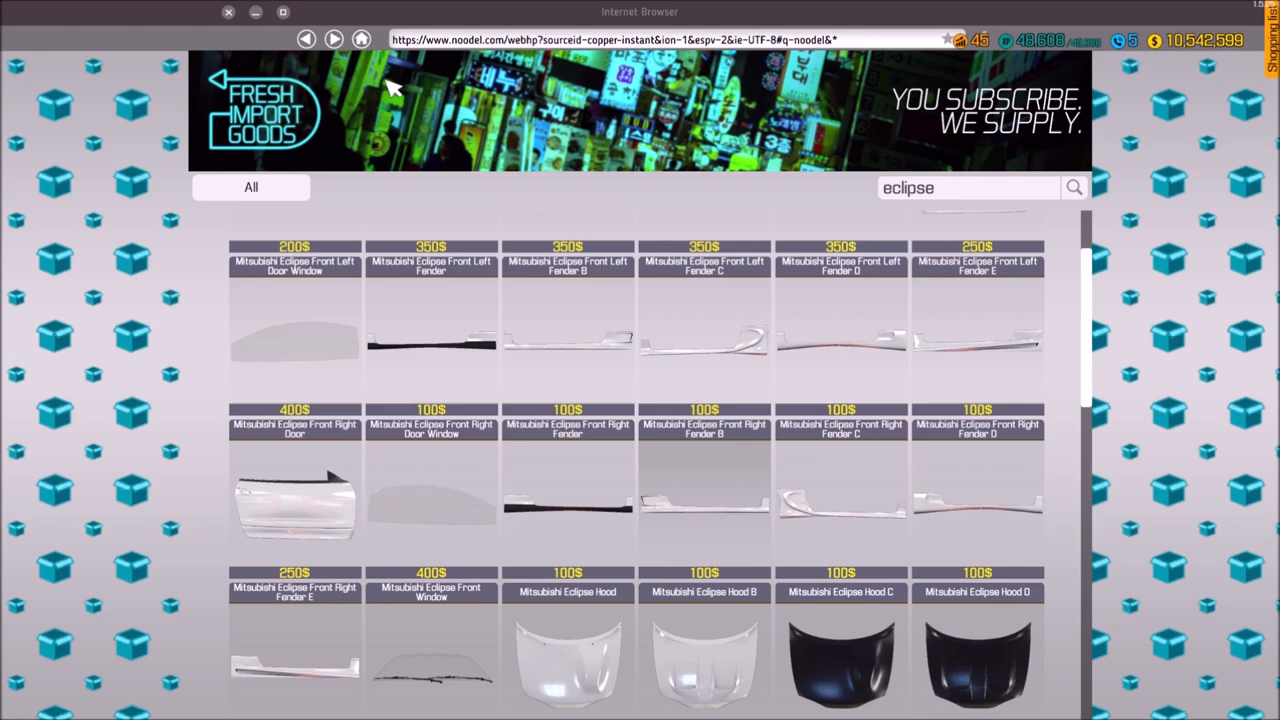 Internet Browser
1.5.
Shopping list
https://www.noodel.com/webhp?sourceid-copper-instant&ion-1&espv-2&ie-UTF-8#q-noodel&*
45
XP 48,608
5
$ 10,542,599
FRESH
IMPORT
GOODS
YOU SUBSCRIBE.
WE SUPPLY.
All
eclipse
200$ 350$ 350$ 350$ 350$ 250$
Mitsubishi Eclipse Front Left Door Window
Mitsubishi Eclipse Front Left Fender
Mitsubishi Eclipse Front Left Fender B
Mitsubishi Eclipse Front Left Fender C
Mitsubishi Eclipse Front Left Fender D
Mitsubishi Eclipse Front Left Fender E
400$ 100$ 100$ 100$ 100$ 100$
Mitsubishi Eclipse Front Right Door
Mitsubishi Eclipse Front Right Door Window
Mitsubishi Eclipse Front Right Fender
Mitsubishi Eclipse Front Right Fender B
Mitsubishi Eclipse Front Right Fender C
Mitsubishi Eclipse Front Right Fender D
250$ 400$ 100$ 100$ 100$ 100$
Mitsubishi Eclipse Front Right Fender E
Mitsubishi Eclipse Front Window
Mitsubishi Eclipse Hood
Mitsubishi Eclipse Hood B
Mitsubishi Eclipse Hood C
Mitsubishi Eclipse Hood D